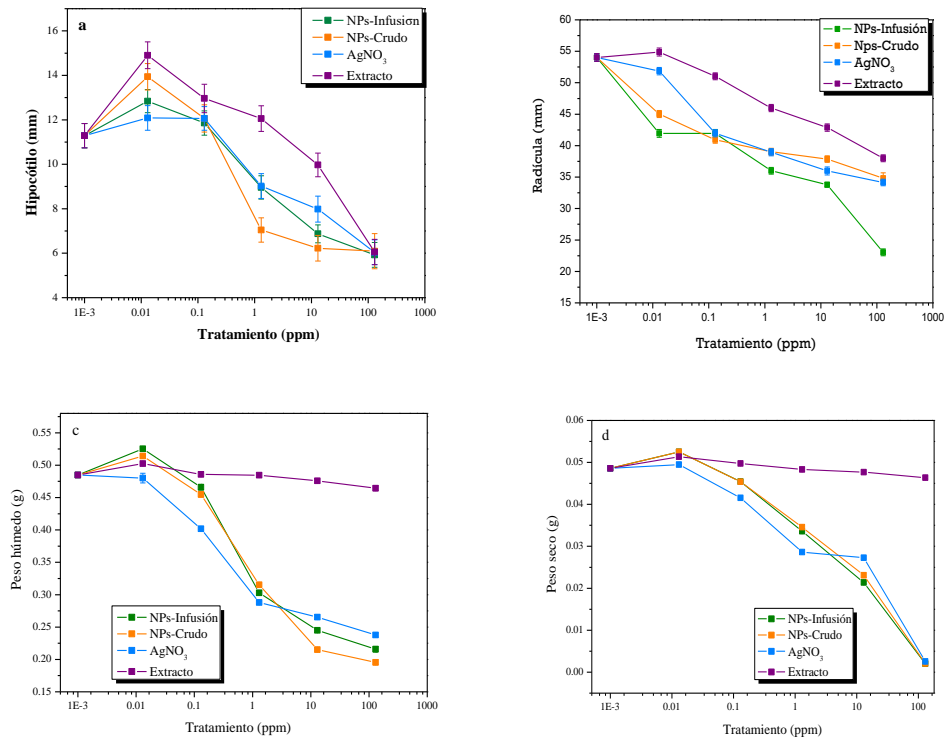 a
NPs-Infusión
NPs-Crudo
AgNO3
Extracto
16
14
12
10
8
6
4
Hipocótilo (mm)
1E-3 0.01 0.1 1 10 100 1000
Tratamiento (ppm)
NPs-Infusión
Nps-Crudo
AgNO3
Extracto
60
55
50
45
40
35
30
25
20
15
Radícula (mm)
1E-3 0.01 0.1 1 10 100 1000
Tratamiento (ppm)
c
0.55
0.50
0.45
0.40
0.35
0.30
0.25
0.20
0.15
Peso húmedo (g)
NPs-Infusión
NPs-Crudo
AgNO3
Extracto
1E-3 0.01 0.1 1 10 100 1000
Tratamiento (ppm)
d
0.06
0.05
0.04
0.03
0.02
0.01
0.00
Peso seco (g)
NPs-Infusión
NPs-Crudo
AgNO3
Extracto
1E-3 0.01 0.1 1 10 100 1000
Tratamiento (ppm)